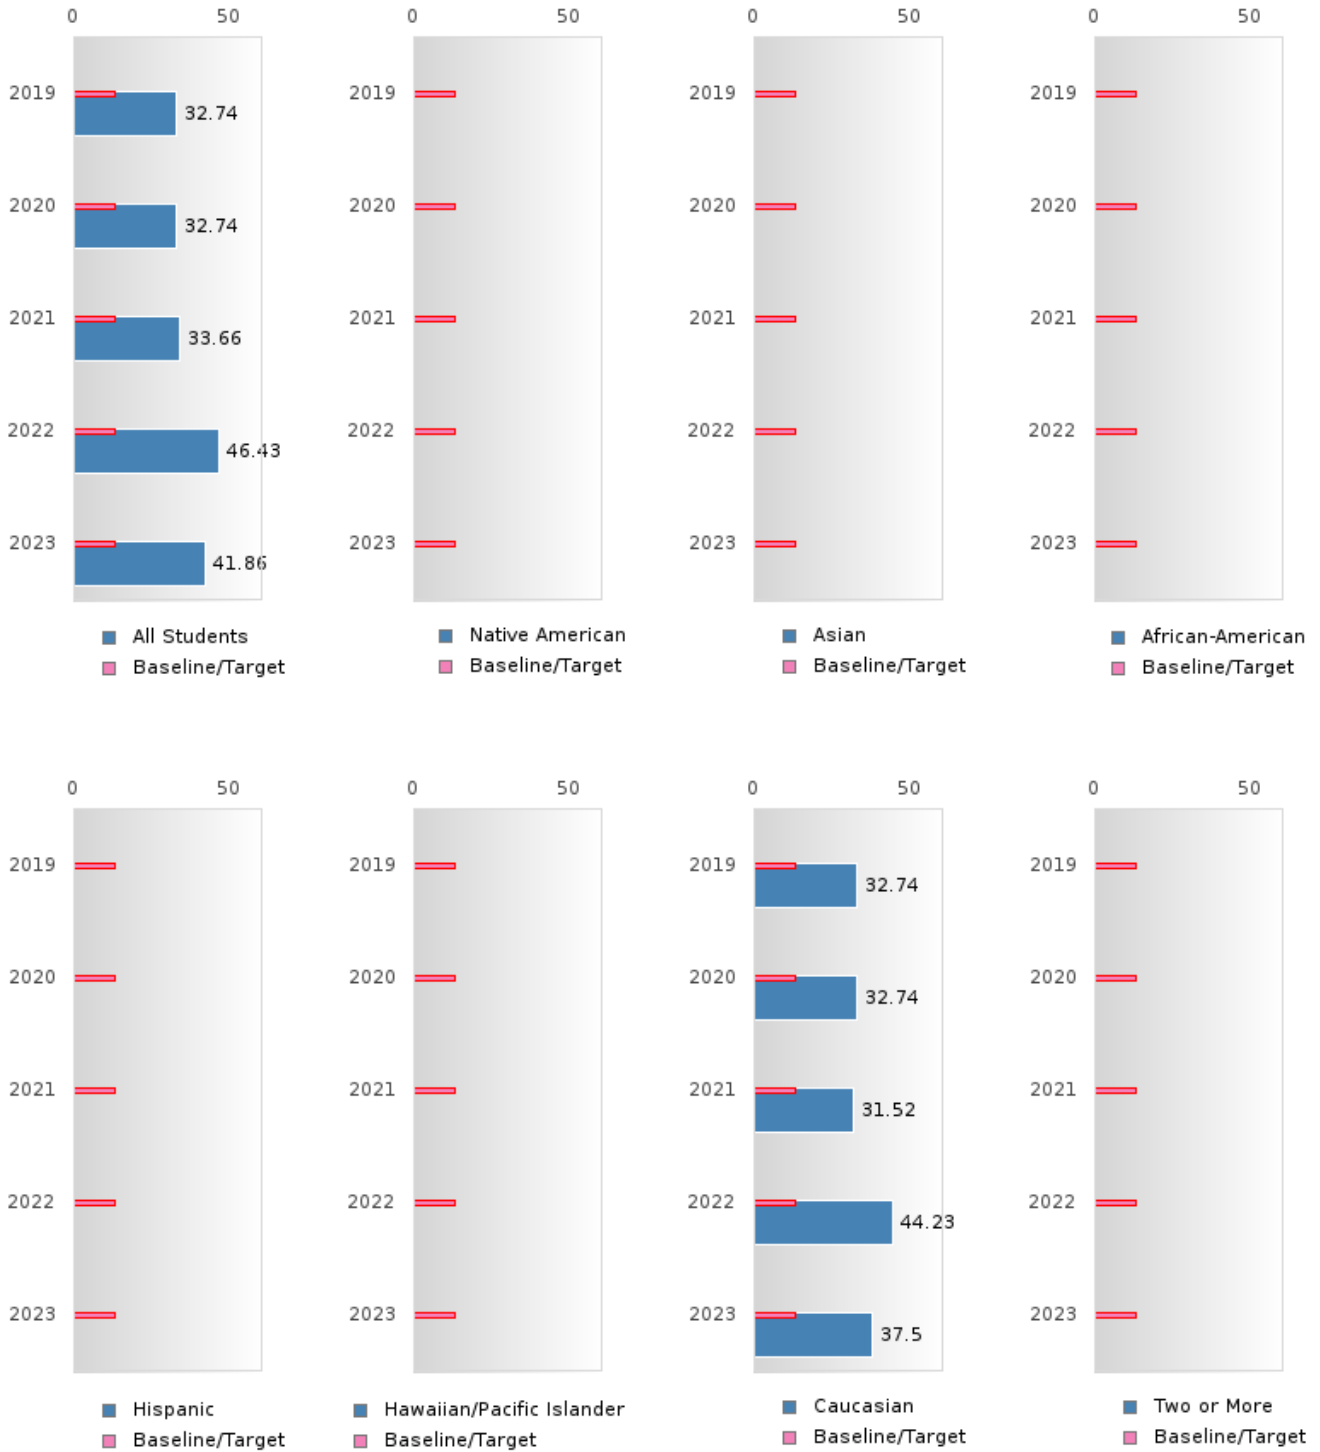 0 50 0 50 0 50 0 50
2019 32.74 2019 2019 2019
2020 32.74 2020 2020 2020
2021 33.66 2021 2021 2021
2022 46.43 2022 2022 2022
2023 41.86 2023 2023 2023
All Students Native American Asian African-American
Baseline/Target Baseline/Target Baseline/Target Baseline/Target
0 50 0 50 0 50 0 50
2019 2019 2019 32.74 2019
2020 2020 2020 32.74 2020
2021 2021 2021 31.52 2021
2022 2022 2022 44.23 2022
2023 2023 2023 37.5 2023
Hispanic Hawaiian/Pacific Islander Caucasian Two or More
Baseline/Target Baseline/Target Baseline/Target Baseline/Target